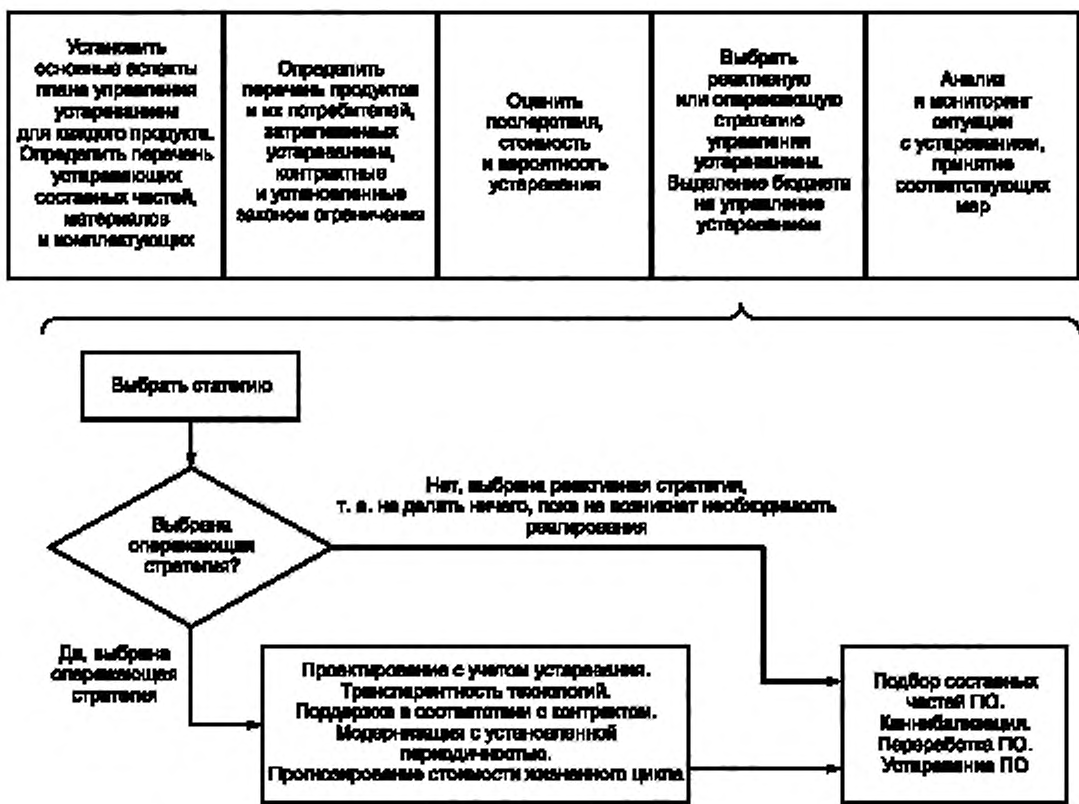 Установить
основные аспекты
плана управления
устареванием
для каждого продукта.
Определить перечень
устаревающих
составных частей,
материалов
и комплектующих
Определить
перечень продуктов
и их потребителей,
затрагиваемых
устареванием,
контрактные
и установленные
законом ограничения
Оценить
последствия,
стоимость
и вероятность
устаревания
Выбрать
реактивную
или опережающую
стратегию
управления
устареванием.
Выделение бюджета
на управление
устареванием
Анализ
и мониторинг
ситуации
с устареванием,
принятие
соответствующих
мер
Выбрать статегию
Нет, выбрана реактивная стратегия,
т. е. не делать ничего, пока не возникнет необходимость
реагирования
Выбрана
опережающая
стратегия?
Да, выбрана
опережающая
стратегия
Проектирование с учетом устаревания.
Транспарентность технологий.
Поддержка в соответствии с контрактом.
Модернизация с установленной
периодичностью.
Прогнозирование стоимости жизненного цикла
Подбор составных
частей ПО.
Каннибализация.
Переработка ПО.
Устаревание ПО